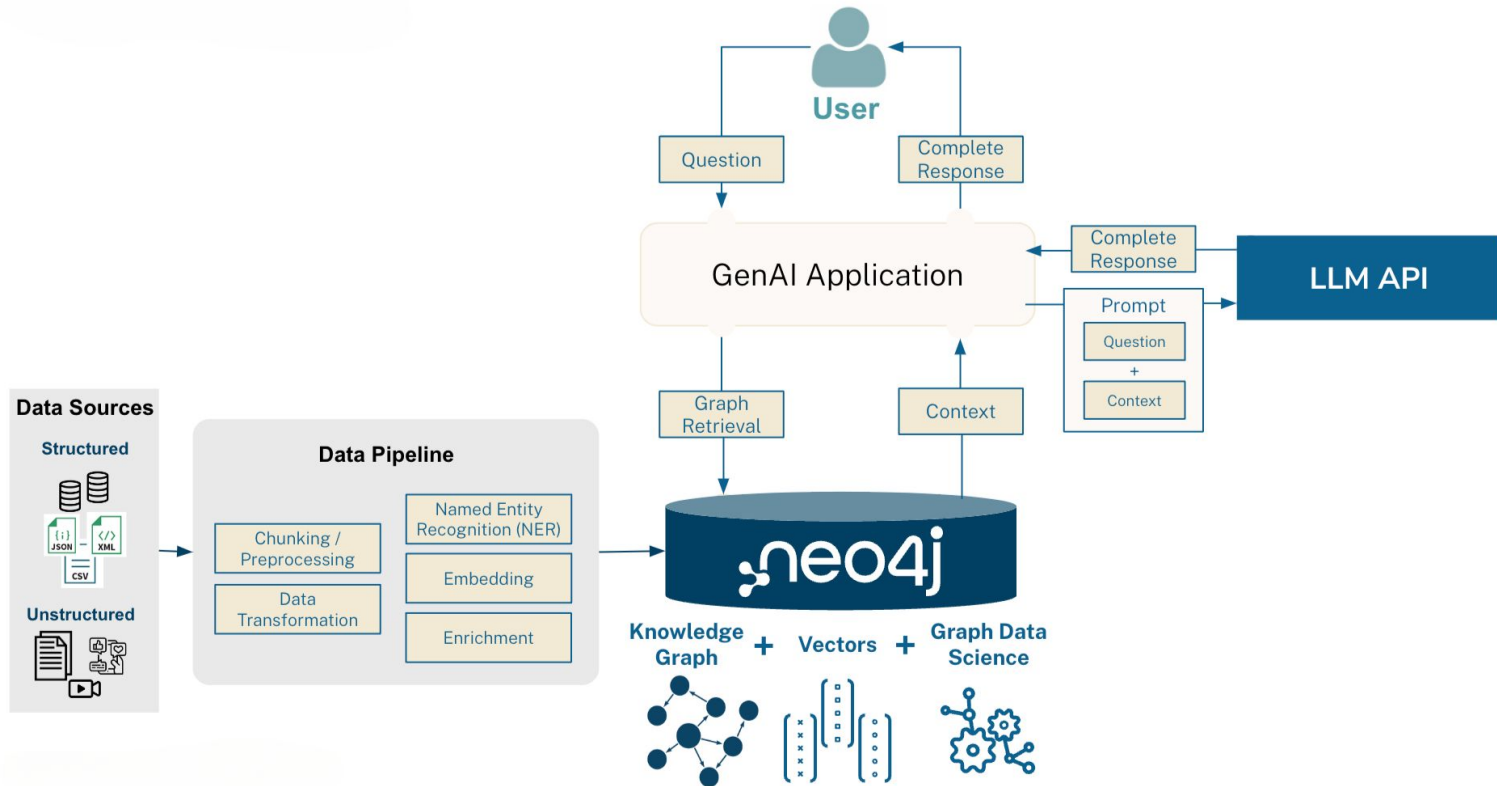 User
Question
Complete
Response
GenAI Application
Complete
Response
LLM API
Prompt
Question
+
Context
Graph
Retrieval
Context
Data Sources
Structured
{;}
JSON
</>
XML
CSV
Unstructured
Data Pipeline
Chunking /
Preprocessing
Data
Transformation
Named Entity
Recognition (NER)
Embedding
Enrichment
neo4j
Knowledge
Graph
+
Vectors
+
Graph Data
Science